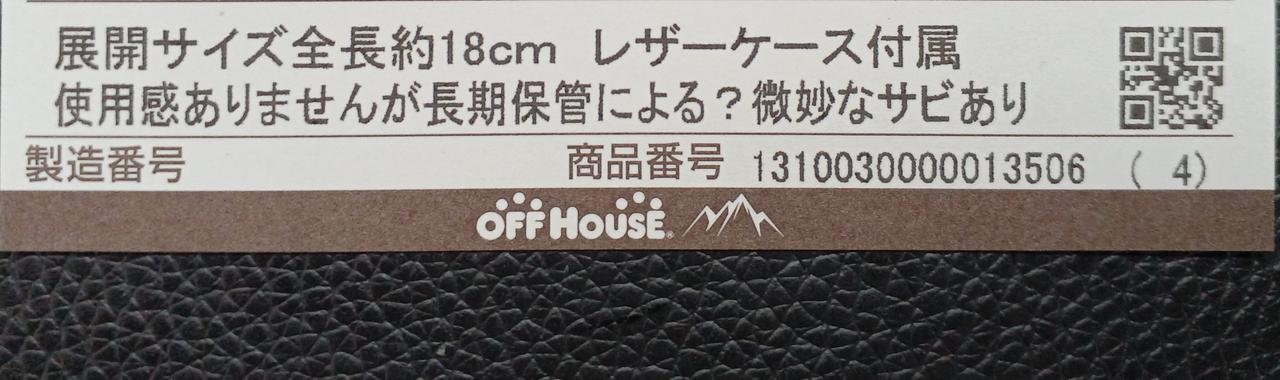 展開サイズ全長約18cm レザーケース付属
使用感ありませんが長期保管による？微妙なサビあり
製造番号 商品番号 1310030000013506 ( 4)
OFF HOUSE®